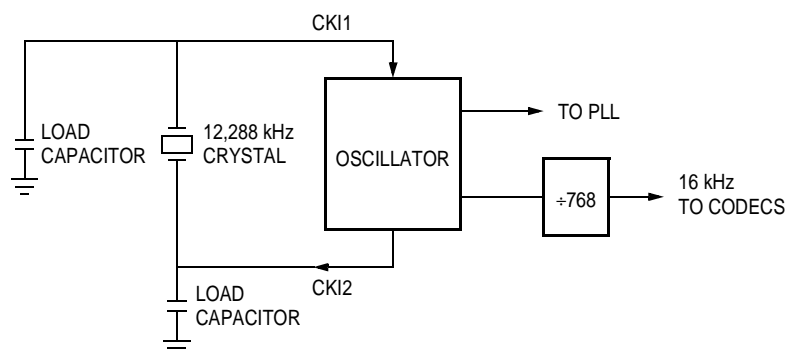 CKI1
LOAD
CAPACITOR
12,288 kHz
CRYSTAL
OSCILLATOR
TO PLL
÷768
16 kHz
TO CODECS
CKI2
LOAD
CAPACITOR